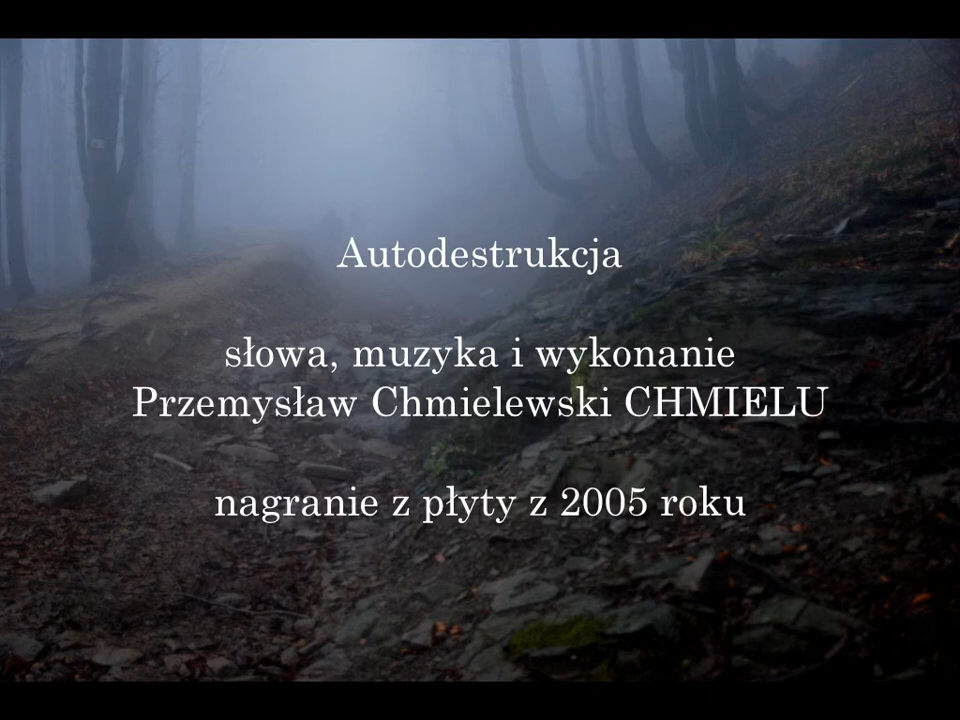 Autodestrukcja
słowa, muzyka i wykonanie
Przemysław Chmielewski CHMIELU
nagranie z płyty z 2005 roku